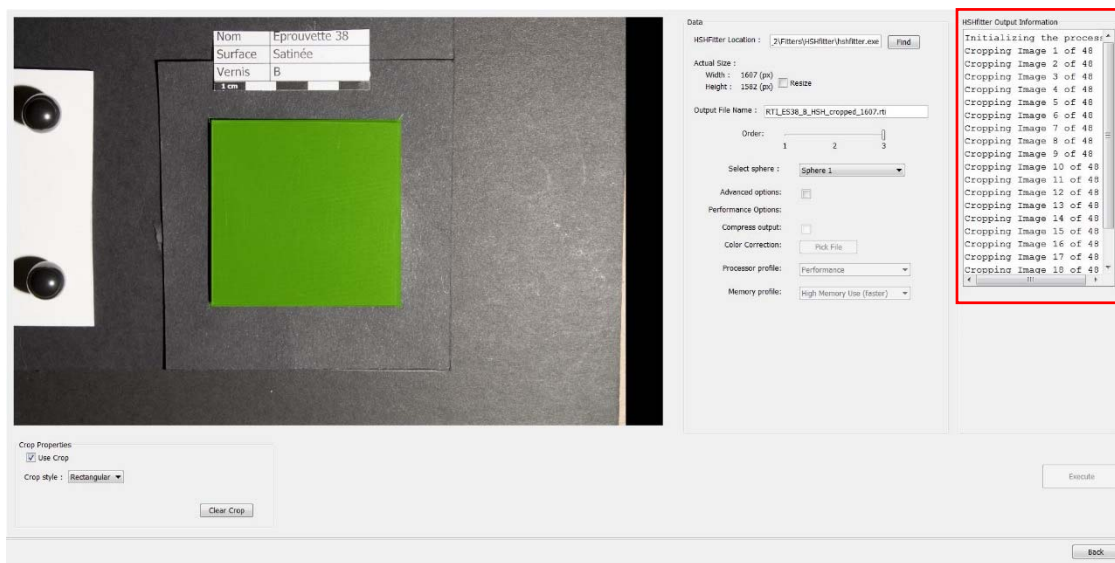 Nom Eprouvette 38
Surface Satinée
Vernis B
1 cm
Crop Properties
Use Crop
Crop style : Rectangular
Clear Crop
Data
HSHFitter Location : 2\Fitters\HSHfitter\hshfitter.exe Find
Actual Size :
Width : 1607 (px)
Height : 1582 (px)
Resize
Output File Name : RTI_ES38_B_HSH_cropped_1607.rti
Order:
1 2 3
Select sphere : Sphere 1
Advanced options:
Performance Options:
Compress output:
Color Correction: Pick File
Processor profile: Performance
Memory profile: High Memory Use (faster)
HSHfitter Output Information
Initializing the process
Cropping Image 1 of 48
Cropping Image 2 of 48
Cropping Image 3 of 48
Cropping Image 4 of 48
Cropping Image 5 of 48
Cropping Image 6 of 48
Cropping Image 7 of 48
Cropping Image 8 of 48
Cropping Image 9 of 48
Cropping Image 10 of 48
Cropping Image 11 of 48
Cropping Image 12 of 48
Cropping Image 13 of 48
Cropping Image 14 of 48
Cropping Image 15 of 48
Cropping Image 16 of 48
Cropping Image 17 of 48
Cropping Image 18 of 48
Execute
Back